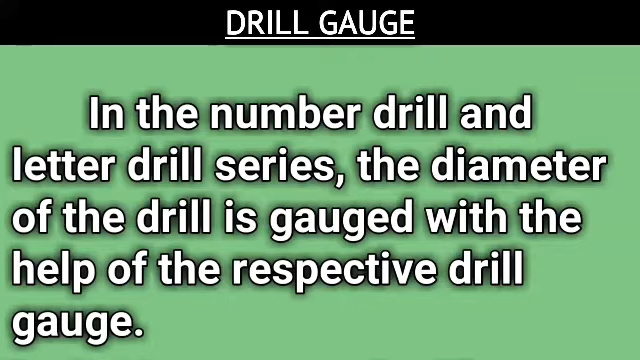 DRILL GAUGE
In the number drill and
letter drill series, the diameter
of the drill is gauged with the
help of the respective drill
gauge.